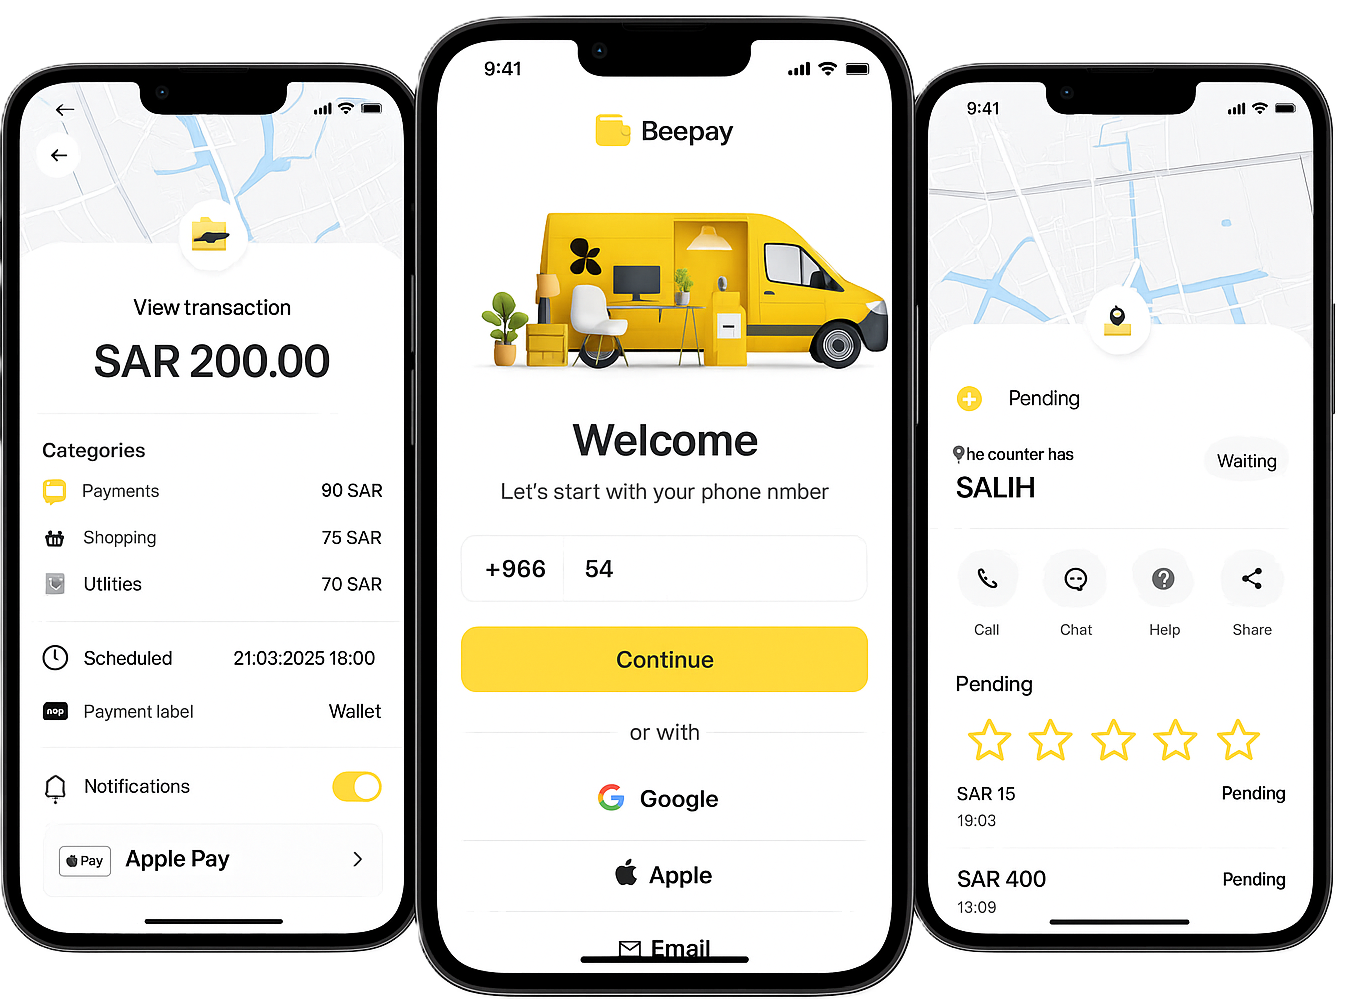 View transaction
SAR 200.00
Categories
Payments 90 SAR
Shopping 75 SAR
Utlities 70 SAR
Scheduled 21:03:2025 18:00
nop Payment label Wallet
Notifications
Pay Apple Pay
9:41
Beepay
Welcome
Let's start with your phone nmber
+966 54
Continue
or with
Google
Apple
Email
9:41
Pending
he counter has
SALIH
Waiting
Call Chat Help Share
Pending
SAR 15 Pending
19:03
SAR 400 Pending
13:09